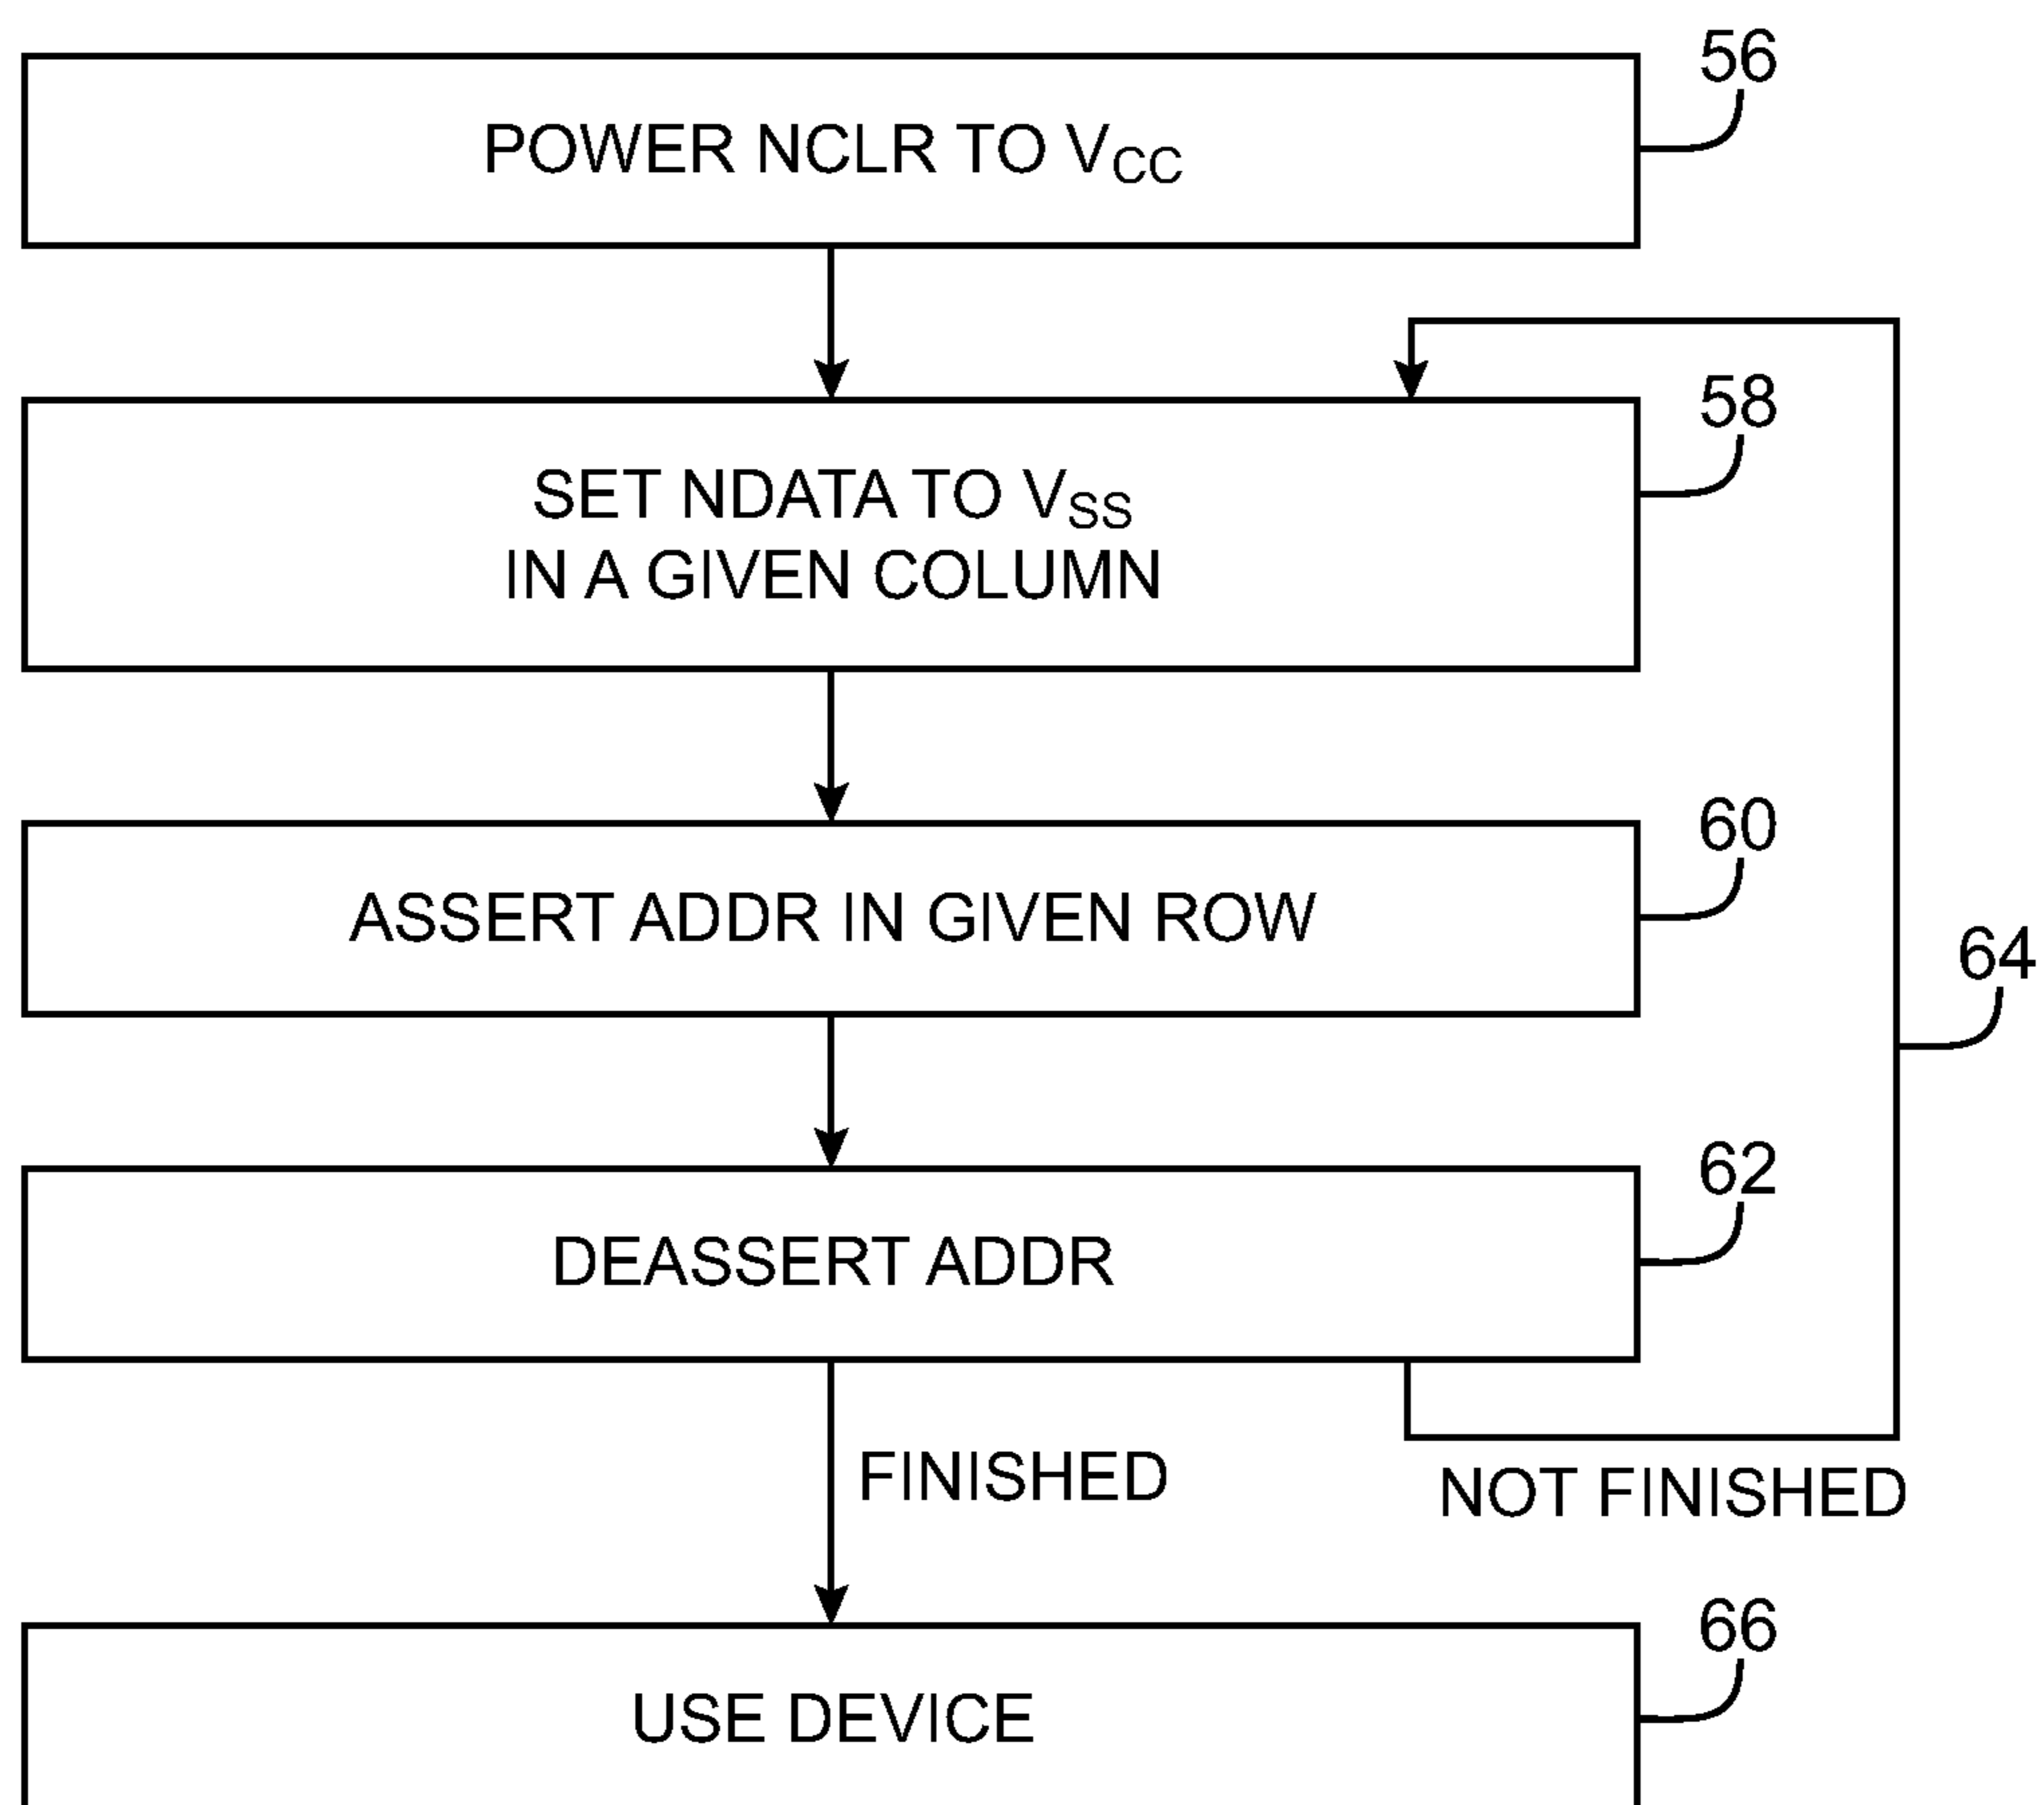 56
POWER NCLR TO VCC
58
SET NDATA TO VSS
IN A GIVEN COLUMN
60
ASSERT ADDR IN GIVEN ROW
64
62
DEASSERT ADDR
FINISHED
NOT FINISHED
66
USE DEVICE